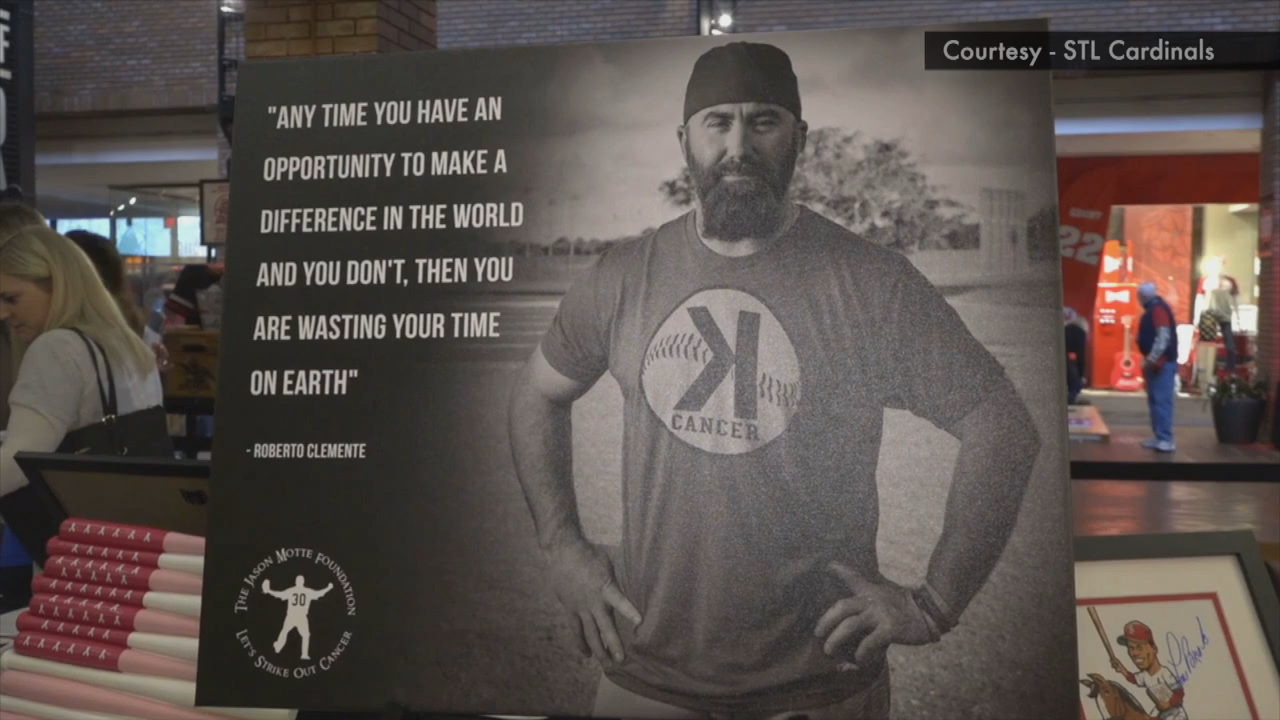 Courtesy - STL Cardinals
"ANY TIME YOU HAVE AN
OPPORTUNITY TO MAKE A
DIFFERENCE IN THE WORLD
AND YOU DON'T, THEN YOU
ARE WASTING YOUR TIME
ON EARTH"
- ROBERTO CLEMENTE
K
CANCER
THE JASON MOTTE FOUNDATION
30
LET'S STRIKE OUT CANCER
22